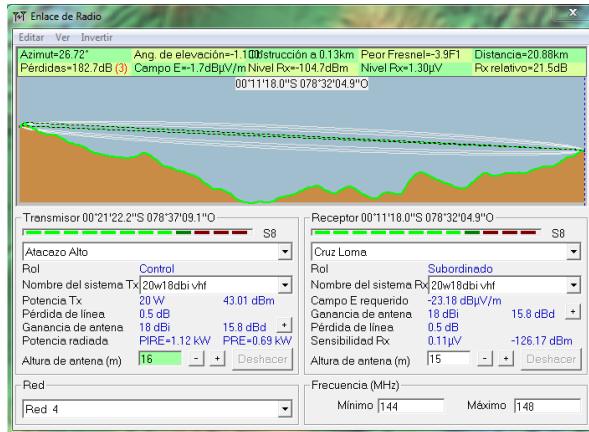 Enlace de Radio
Editar Ver Invertir
Azimut=26.72° Ang. de elevación=-1.1 Obstrucción a 0.13km Peor Fresnel=-3.9F1 Distancia=20.88km
Pérdidas=182.7dB (3) Campo E=-1.7dBµV/m Nivel Rx=-104.7dBm Nivel Rx=1.30µV Rx relativo=21.5dB
00°11'18.0"S 078°32'04.9"O
Transmisor 00°21'22.2"S 078°37'09.1"O Receptor 00°11'18.0"S 078°32'04.9"O
S8 S8
Atacazo Alto Cruz Loma
Rol Control Rol Subordinado
Nombre del sistema Tx 20w18dbi vhf Nombre del sistema Rx 20w18dbi vhf
Potencia Tx 20 W 43.01 dBm Campo E requerido -23.18 dBµV/m
Pérdida de línea 0.5 dB Ganancia de antena 18 dBi 15.8 dBd +
Ganancia de antena 18 dBi 15.8 dBd + Pérdida de línea 0.5 dB
Potencia radiada PIRE=1.12 kW PRE=0.69 kW Sensibilidad Rx 0.11µV -126.17 dBm
Altura de antena (m) 16 - + Deshacer Altura de antena (m) 15 - + Deshacer
Red Frecuencia (MHz)
Red 4 Mínimo 144 Máximo 148